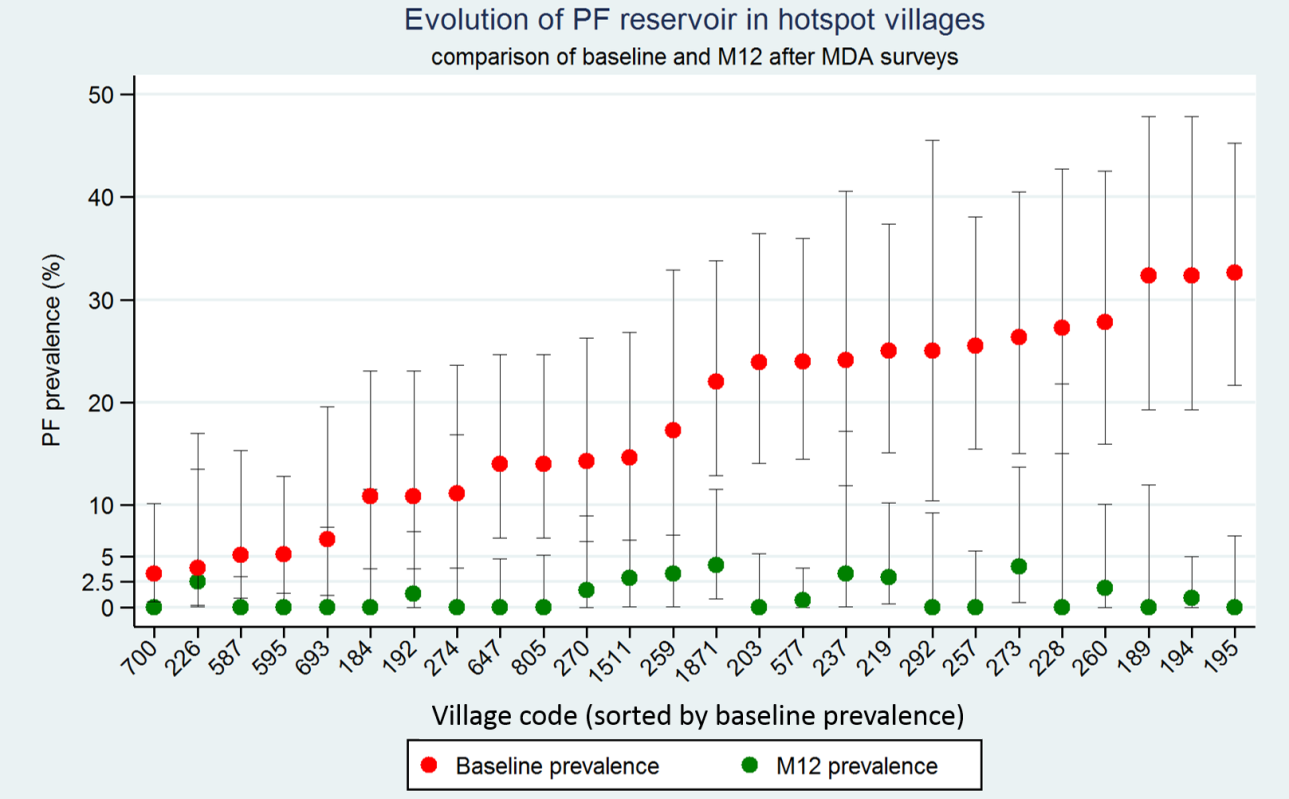 Evolution of PF reservoir in hotspot villages
comparison of baseline and M12 after MDA surveys
PF prevalence (%)
50
40
30
20
10
5
2.5
0
700 226 587 595 693 184 192 274 647 805 270 1511 259 1871 203 577 237 219 292 257 273 228 260 189 194 195
Village code (sorted by baseline prevalence)
Baseline prevalence M12 prevalence